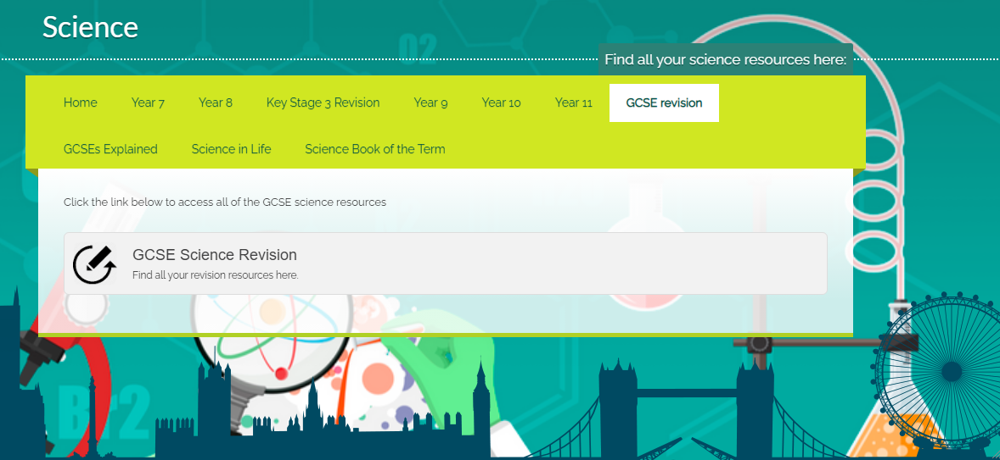 Science
O2
Find all your science resources here:
Home Year 7 Year 8 Key Stage 3 Revision Year 9 Year 10 Year 11 GCSE revision
GCSEs Explained Science in Life Science Book of the Term
Click the link below to access all of the GCSE science resources
GCSE Science Revision
Find all your revision resources here.
Br2